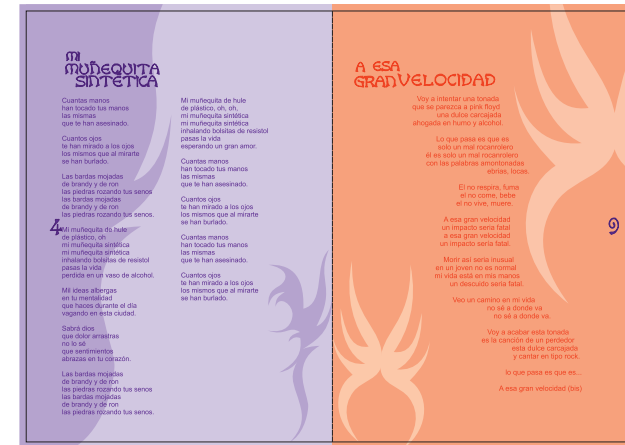 MI
MUÑEQUITA
SINTÉTICA
Cuantas manos
han tocado tus manos
las mismas
que te han asesinado.
Cuantos ojos
te han mirado a los ojos
los mismos que al mirarte
se han burlado.
Las bardas mojadas
de brandy y de ron
las piedras rozando tus senos
las bardas mojadas
de brandy y de ron
las piedras rozando tus senos.
Mi muñequita de hule
de plástico, oh
mi muñequita sintética
mi muñequita sintética
inhalando bolsitas de resistol
pasas la vida
perdida en un vaso de alcohol.
Mil ideas albergas
en tu mentalidad
que haces durante el día
vagando en esta ciudad.
Sabrá dios
que dolor arrastras
no lo sé
que sentimientos
abrazas en tu corazón.
Las bardas mojadas
de brandy y de ron
las piedras rozando tus senos
las bardas mojadas
de brandy y de ron
las piedras rozando tus senos.
4
Mi muñequita de hule
de plástico, oh, oh,
mi muñequita sintética
mi muñequita sintética
inhalando bolsitas de resistol
pasas la vida
esperando un gran amor.
Cuantas manos
han tocado tus manos
las mismas
que te han asesinado.
Cuantos ojos
te han mirado a los ojos
los mismos que al mirarte
se han burlado.
Cuantas manos
han tocado tus manos
las mismas
que te han asesinado.
Cuantos ojos
te han mirado a los ojos
los mismos que al mirarte
se han burlado.
A ESA
GRAN VELOCIDAD
Voy a intentar una tonada
que se parezca a pink floyd
una dulos carcajada
ahogada en humo y alcohol.
Lo que pasa es que es
solo un mal rocanrolero
él es solo un mal rocanrolero
con las palabras amontonadas
ebrias, locas.
El no respira, fuma
el no come, bebe
el no vive, muere.
A esa gran velocidad
un impacto sería fatal
a esa gran velocidad
un impacto sería fatal.
Morir así sería inusual
en un joven no es normal
mi vida está en mis manos
un descuido sería fatal.
Veo un camino en mi vida
no sé a donde va
no sé a donde va.
Voy a acabar esta tonada
es la canción de un perdedor
esta dulce carcajada
y cantar en tipo rock.
lo que pasa es que es...
A esa gran velocidad (bis)
9